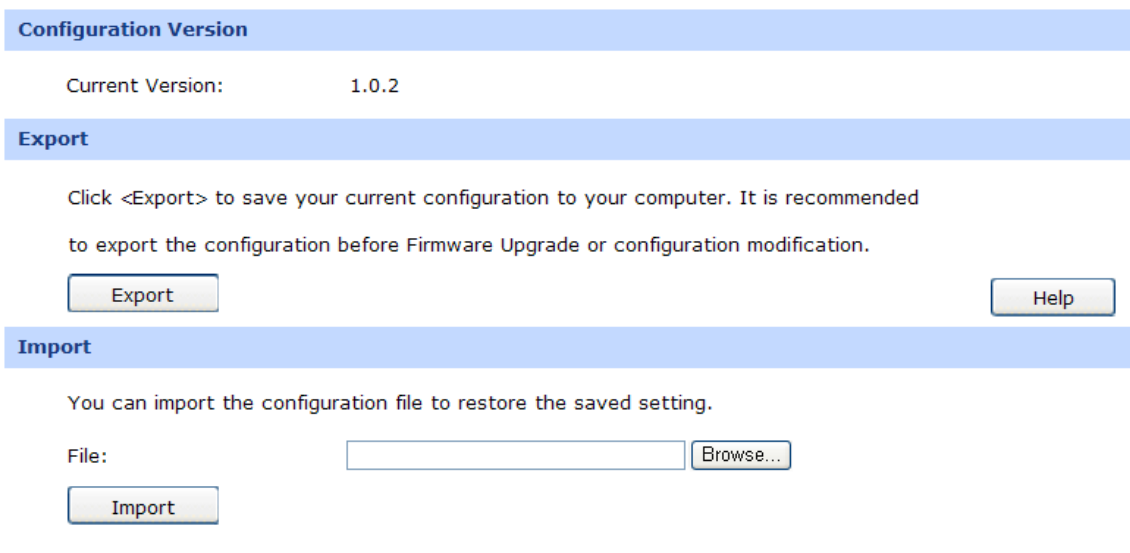 Configuration Version
Current Version: 1.0.2
Export
Click <Export> to save your current configuration to your computer. It is recommended
to export the configuration before Firmware Upgrade or configuration modification.
Export Help
Import
You can import the configuration file to restore the saved setting.
File: Browse...
Import